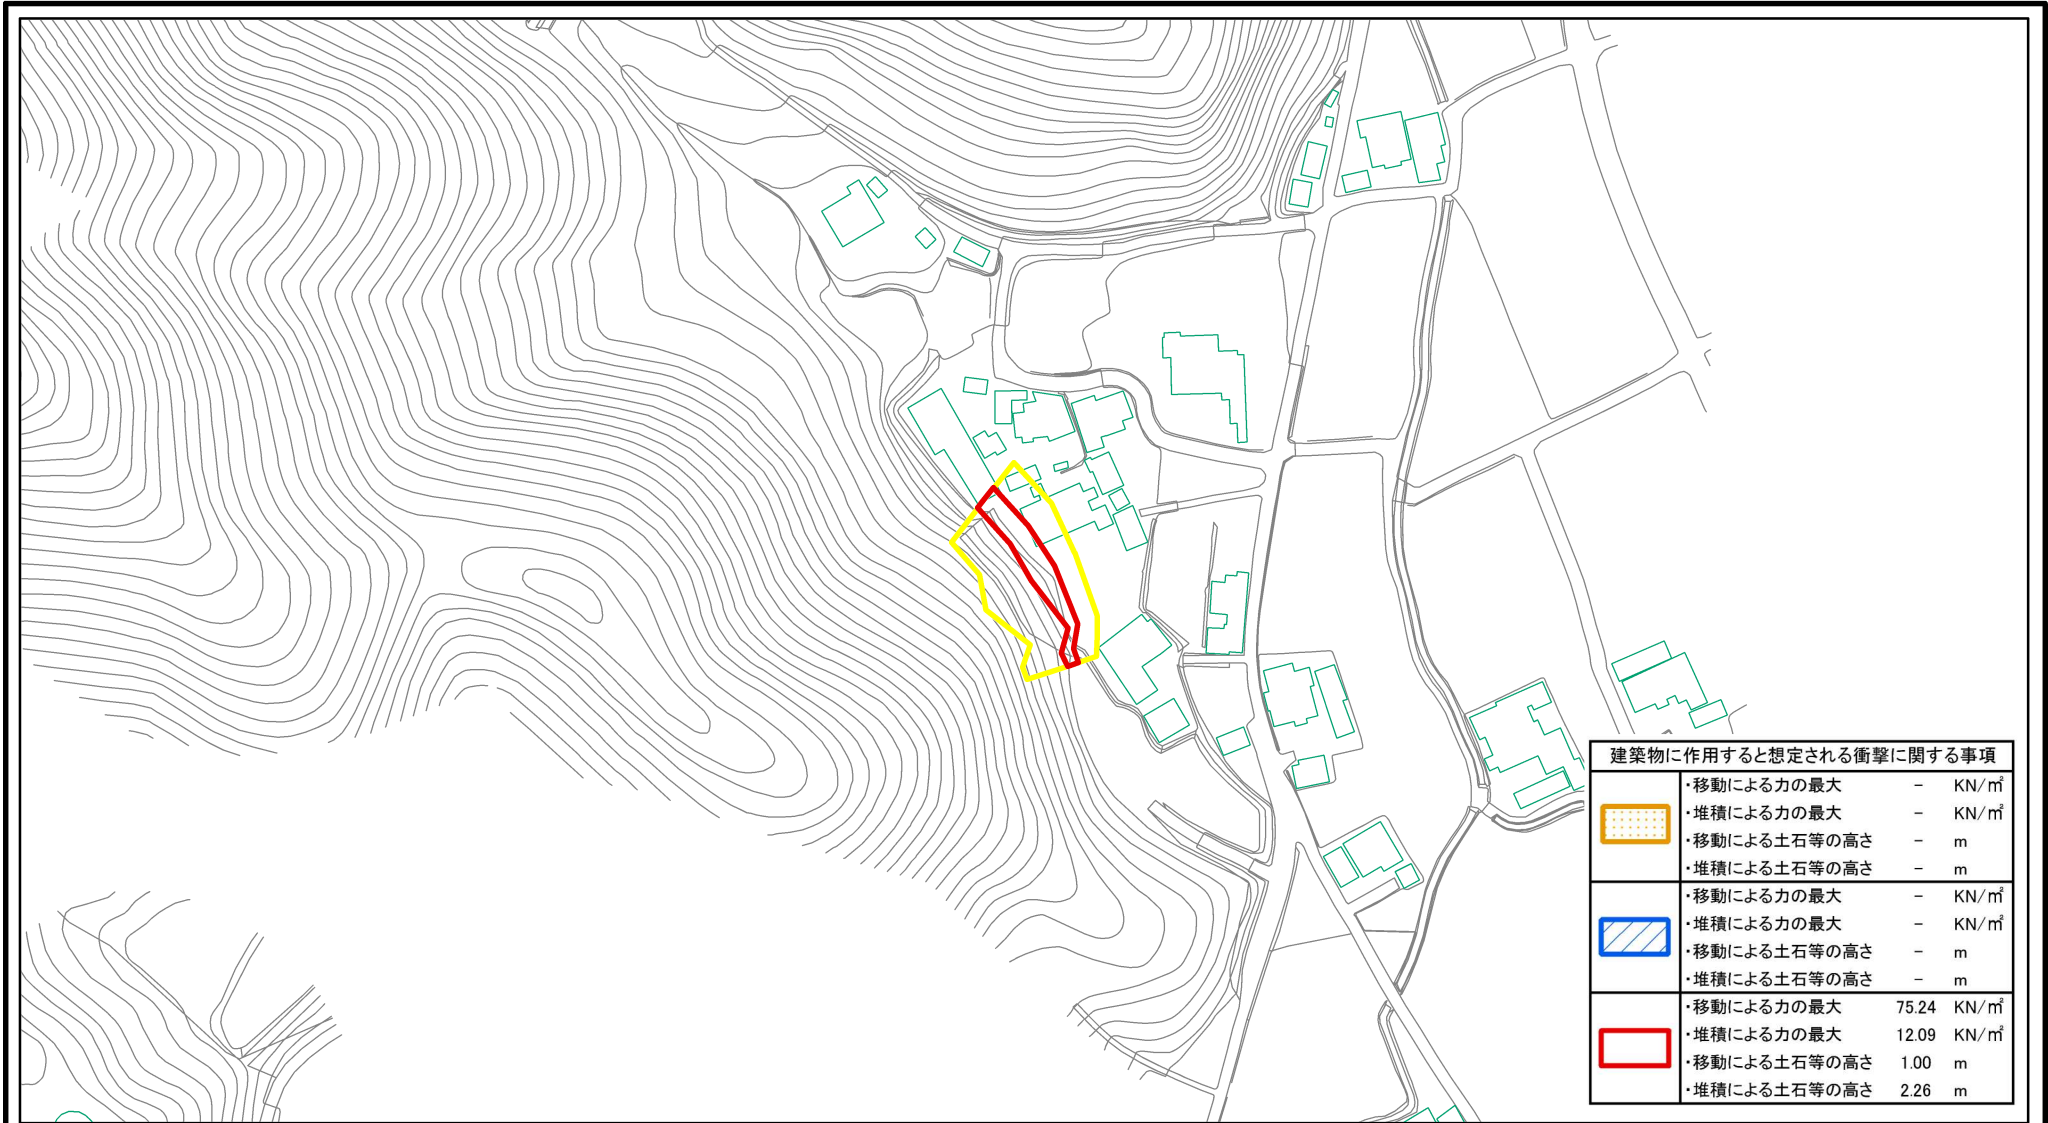 建築物に作用すると想定される衝撃に関する事項
・移動による力の最大 － KN/㎡
・堆積による力の最大 － KN/㎡
・移動による土石等の高さ － m
・堆積による土石等の高さ － m
・移動による力の最大 － KN/㎡
・堆積による力の最大 － KN/㎡
・移動による土石等の高さ － m
・堆積による土石等の高さ － m
・移動による力の最大 75.24 KN/㎡
・堆積による力の最大 12.09 KN/㎡
・移動による土石等の高さ 1.00 m
・堆積による土石等の高さ 2.26 m